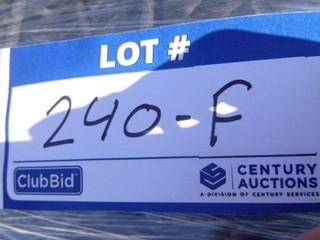 LOT #
240-F
ClubBid
CENTURY
AUCTIONS
A DIVISION OF CENTURY SERVICES